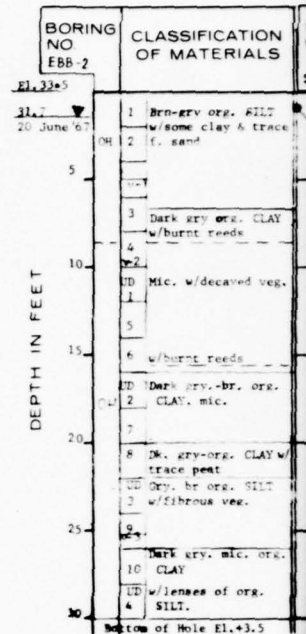 BORING NO. EBB-2
CLASSIFICATION OF MATERIALS
El. 33.5
31.7
20 June '67
DEPTH IN FEET
5
10
15
20
25
30
OH
OH
1 Brn-gry org. SILT
w/some clay & trace
2 f. sand
3 Dark gry org. CLAY
w/burnt reeds
4
UD Mic. w/decayed veg.
1
5
6 w/burnt reeds
UD Dark gry.-br. org.
2 CLAY. mic.
7
8 Dk. gry-org. CLAY w/
trace peat
UD Gry. br org. SILT
3 w/fibrous veg.
9
Dark gry. mic. org.
10 CLAY
UD w/lenses of org.
4 SILT.
Bottom of Hole El.+3.5